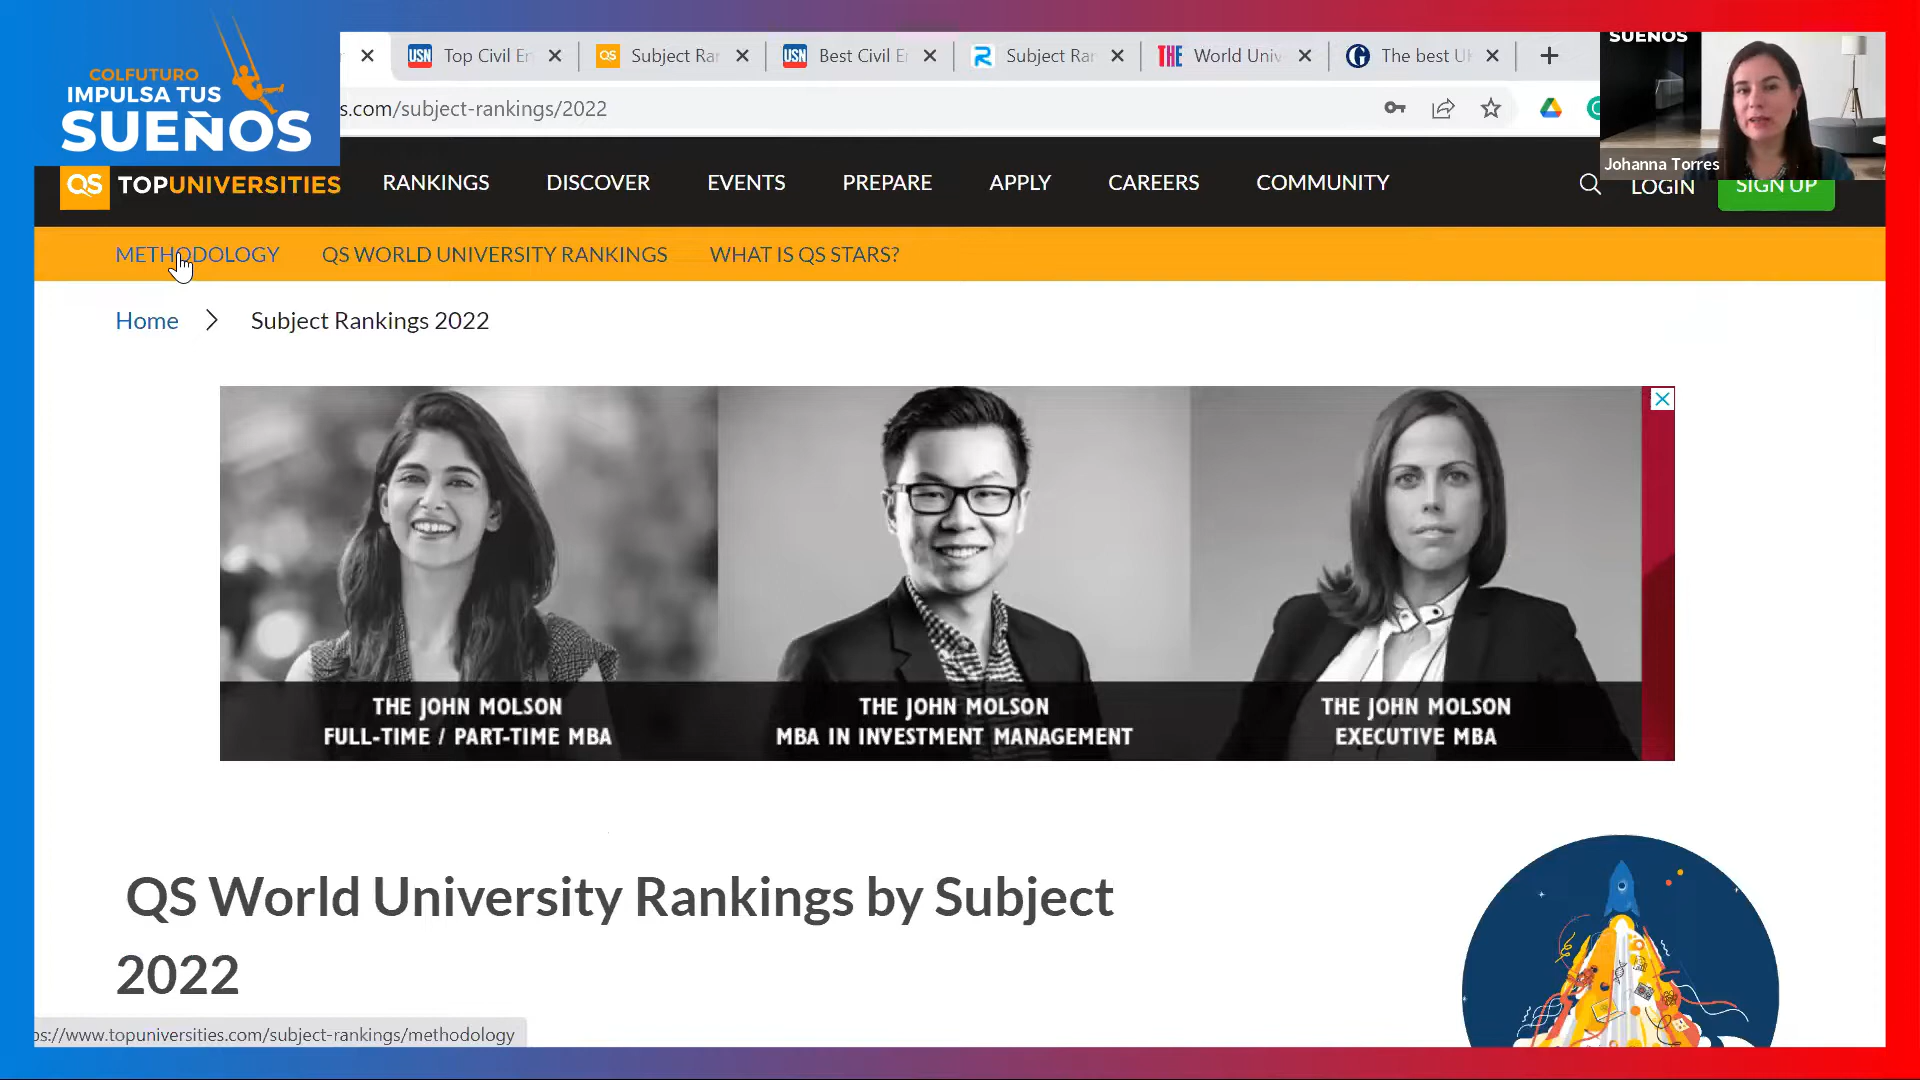 COLFUTURO
IMPULSA TUS
SUEÑOS
USN Top Civil En
QS Subject Ran
USN Best Civil E
Subject Ran
THE World Univ
The best U
s.com/subject-rankings/2022
SUEÑOS
Johanna Torres
QS TOPUNIVERSITIES
RANKINGS
DISCOVER
EVENTS
PREPARE
APPLY
CAREERS
COMMUNITY
LOGIN
SIGN UP
METHODOLOGY
QS WORLD UNIVERSITY RANKINGS
WHAT IS QS STARS?
Home
Subject Rankings 2022
THE JOHN MOLSON
FULL-TIME / PART-TIME MBA
THE JOHN MOLSON
MBA IN INVESTMENT MANAGEMENT
THE JOHN MOLSON
EXECUTIVE MBA
QS World University Rankings by Subject
2022
ps://www.topuniversities.com/subject-rankings/methodology